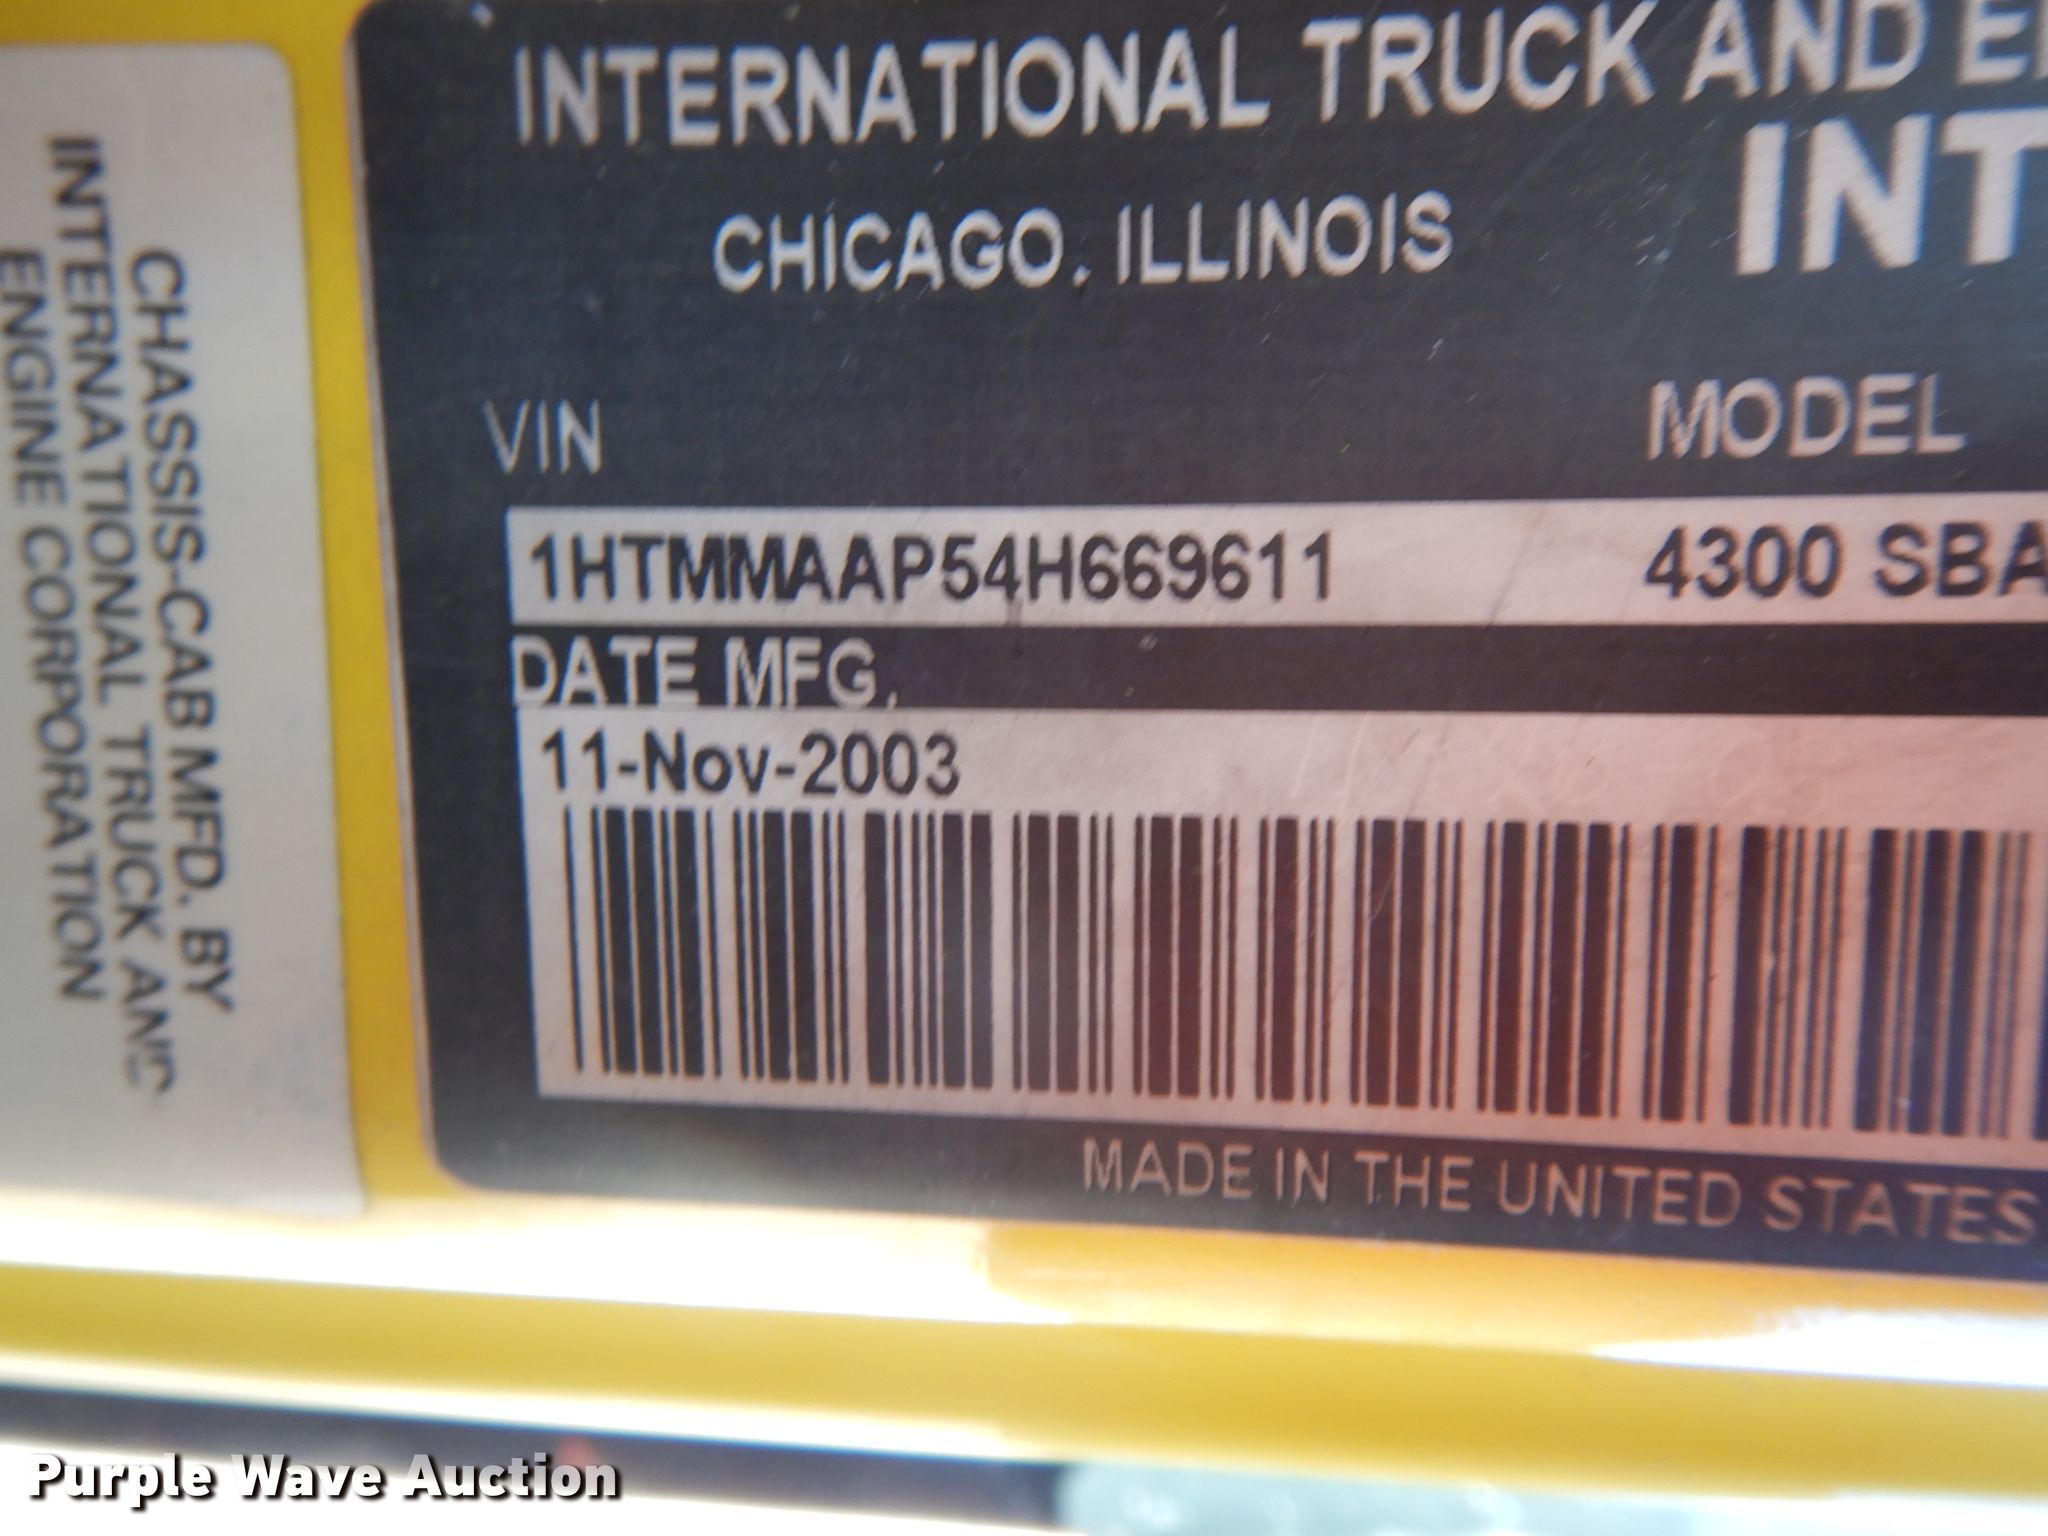 CHASSIS-CAB MFD. BY
INTERNATIONAL TRUCK AND
ENGINE CORPORATION
INTERNATIONAL TRUCK AND E
INT
CHICAGO, ILLINOIS
VIN MODEL
1HTMMAAP54H669611 4300 SBA
DATE MFG.
11-Nov-2003
MADE IN THE UNITED STATES
Purple Wave Auction